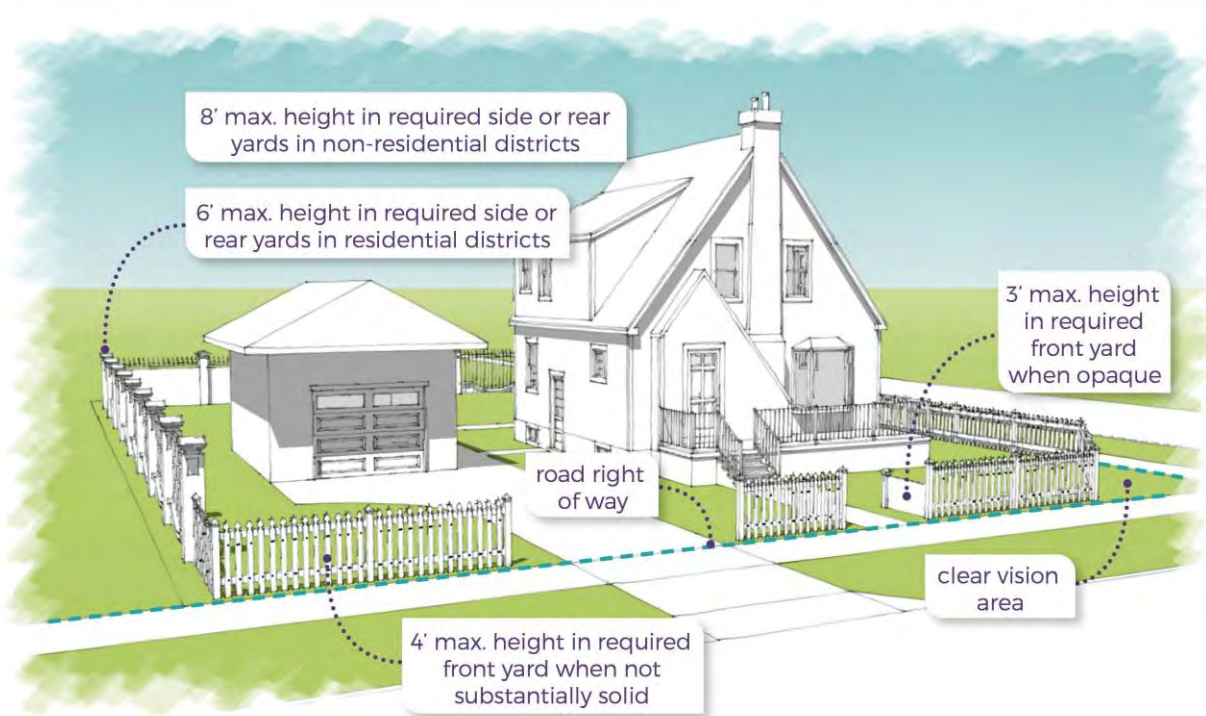 8’ max. height in required side or rear
yards in non-residential districts
6’ max. height in required side or
rear yards in residential districts
3’ max. height
in required
front yard
when opaque
road right
of way
clear vision
area
4’ max. height in required
front yard when not
substantially solid